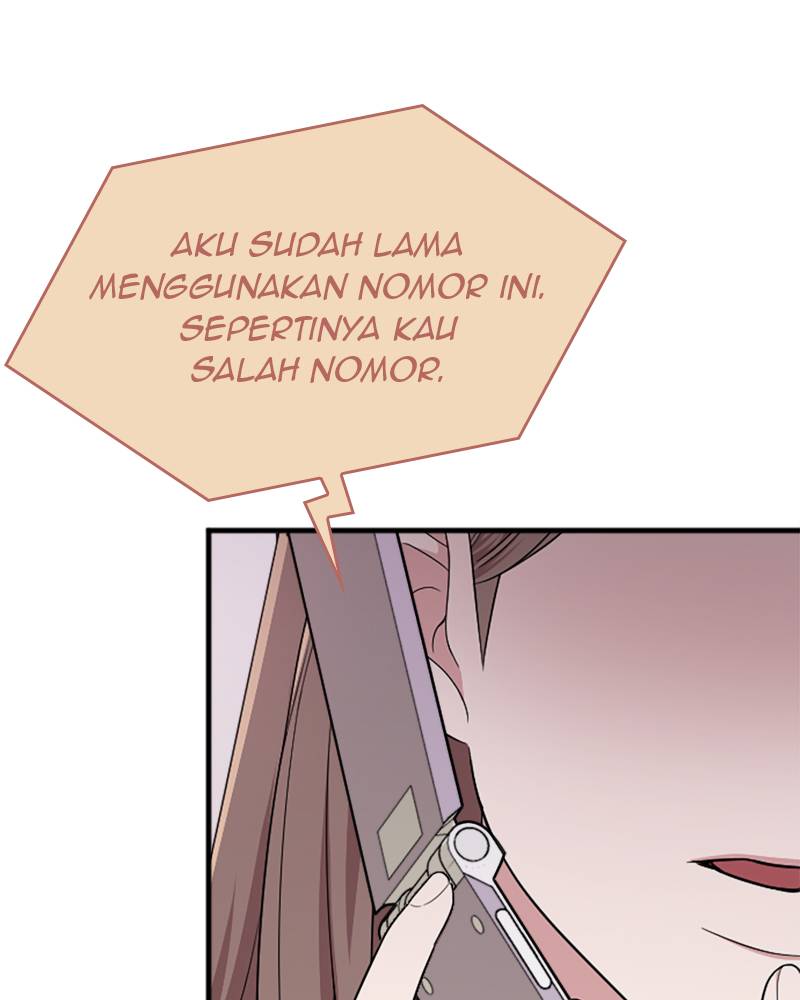 AKU SUDAH LAMA
MENGGUNAKAN NOMOR INI.
SEPERTINYA KAU
SALAH NOMOR.